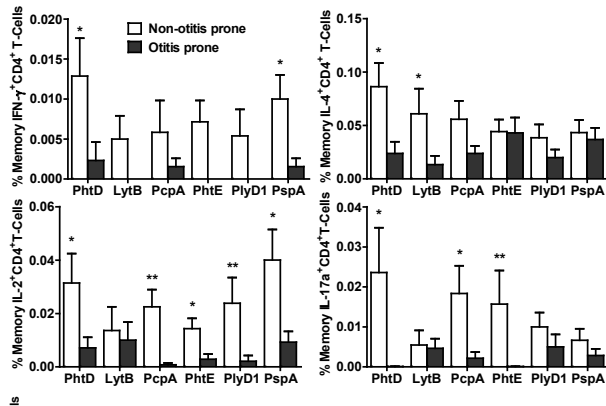 % Memory IFN-γ⁺CD4⁺ T-Cells
0.020
0.015
0.010
0.005
0.000
Non-otitis prone
Otitis prone
*
*
PhtD LytB PcpA PhtE PlyD1 PspA
% Memory IL-4⁺CD4⁺ T-Cells
0.15
0.10
0.05
0.00
*
*
PhtD LytB PcpA PhtE PlyD1 PspA
% Memory IL-2⁺CD4⁺T-Cells
0.06
0.04
0.02
0.00
*
**
*
**
*
PhtD LytB PcpA PhtE PlyD1 PspA
% Memory IL-17a⁺CD4⁺T-Cells
0.04
0.03
0.02
0.01
0.00
*
*
**
PhtD LytB PcpA PhtE PlyD1 PspA
ls